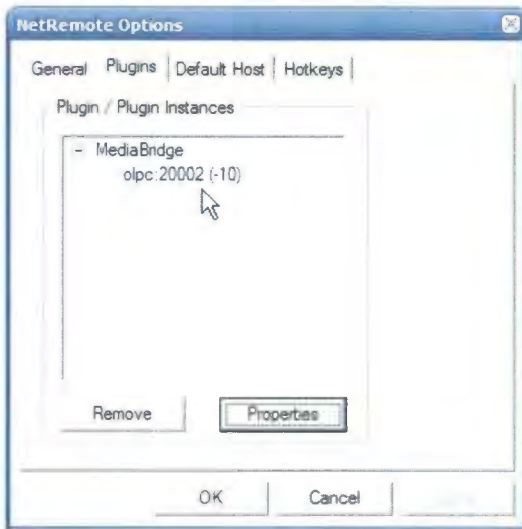 NetRemote Options
General Plugins Default Host Hotkeys
Plugin / Plugin Instances
- MediaBridge
olpc:20002 (-10)
Remove Properties
OK Cancel